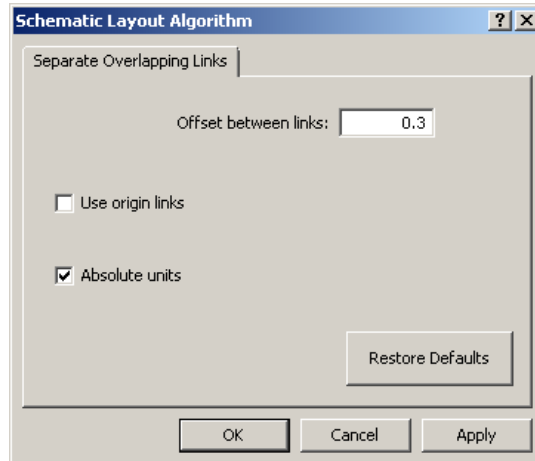 Schematic Layout Algorithm
Separate Overlapping Links
Offset between links: 0.3
Use origin links
Absolute units
Restore Defaults
OK Cancel Apply